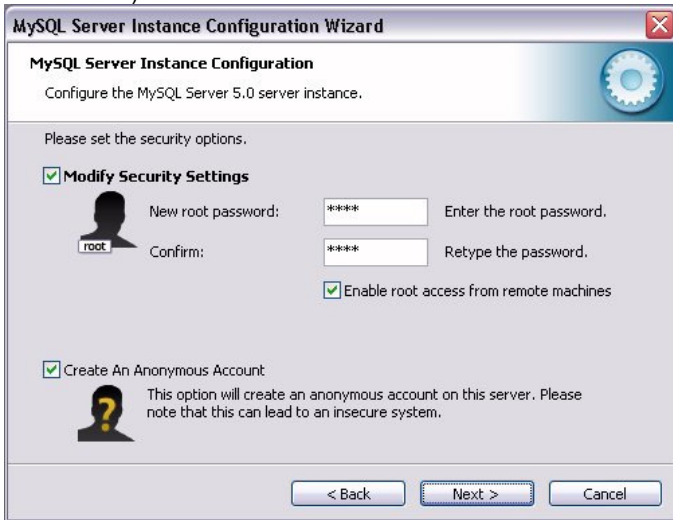 MySQL Server Instance Configuration Wizard
MySQL Server Instance Configuration
Configure the MySQL Server 5.0 server instance.
Please set the security options.
Modify Security Settings
root
New root password: **** Enter the root password.
Confirm: **** Retype the password.
Enable root access from remote machines
Create An Anonymous Account
?
This option will create an anonymous account on this server. Please
note that this can lead to an insecure system.
< Back Next > Cancel